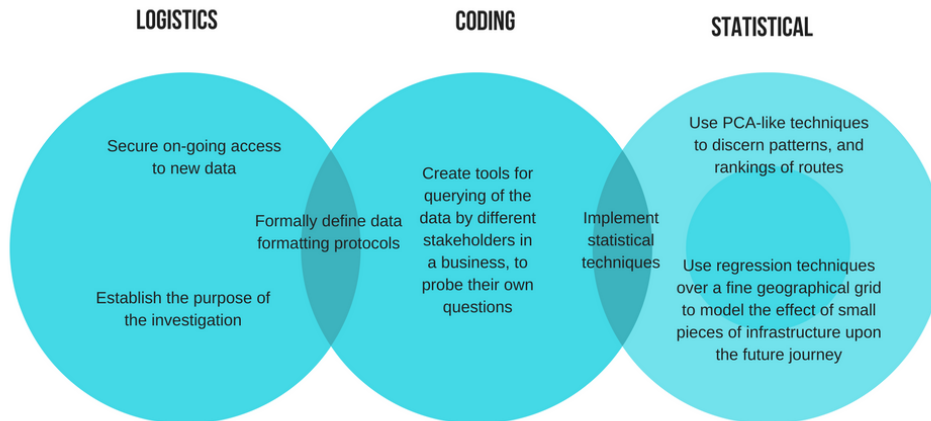 LOGISTICS
CODING
STATISTICAL
Secure on-going access
to new data
Establish the purpose of
the investigation
Formally define data
formatting protocols
Create tools for
querying of the
data by different
stakeholders in
a business, to
probe their own
questions
Implement
statistical
techniques
Use PCA-like techniques
to discern patterns, and
rankings of routes
Use regression techniques
over a fine geographical grid
to model the effect of small
pieces of infrastructure upon
the future journey